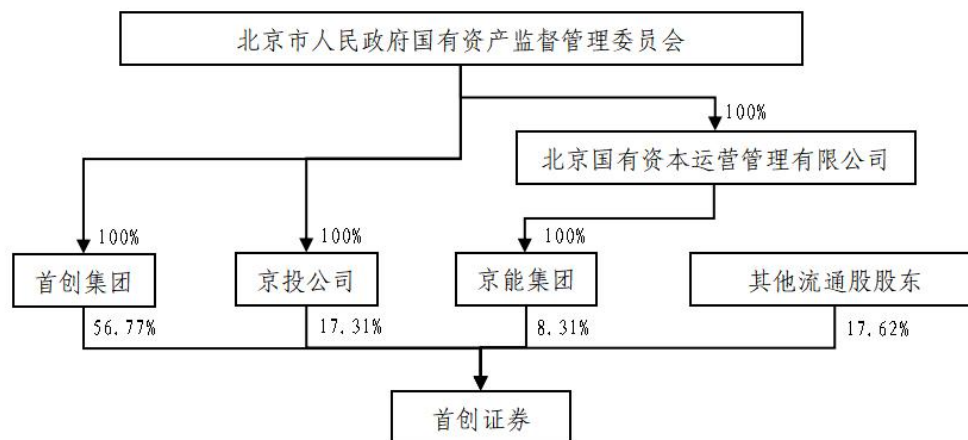 北京市人民政府国有资产监督管理委员会
100%
北京国有资本运营管理有限公司
100%
100%
100%
首创集团
京投公司
京能集团
其他流通股股东
56.77%
17.31%
8.31%
17.62%
首创证券